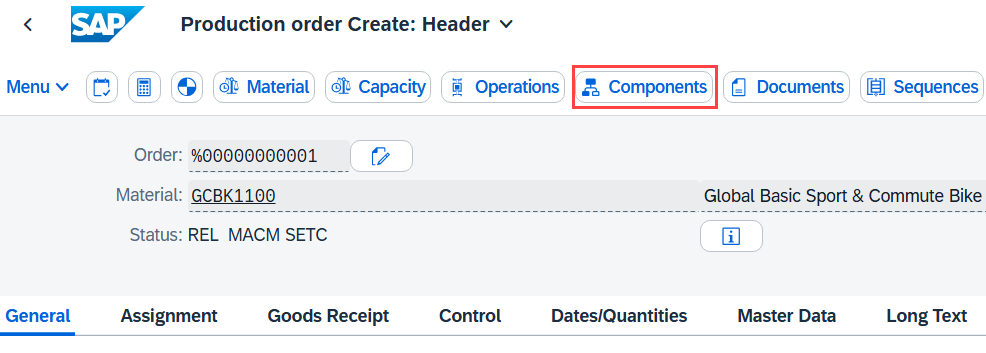 SAP Production order Create: Header
Menu Material Capacity Operations Components Documents Sequences
Order: %00000000001
Material: GCBK1100 Global Basic Sport & Commute Bike
Status: REL MACM SETC
General Assignment Goods Receipt Control Dates/Quantities Master Data Long Text